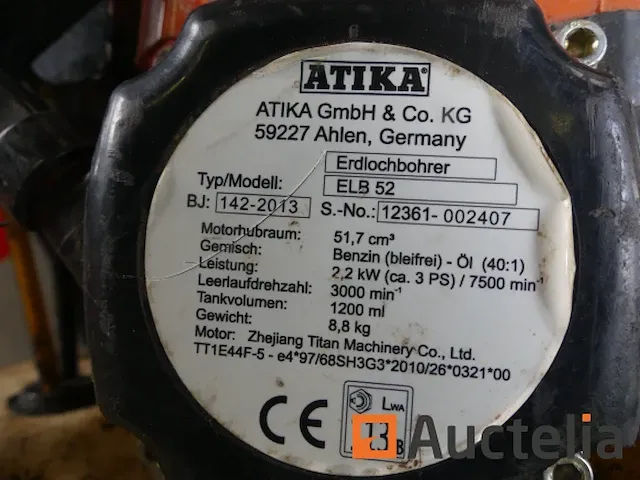 ATIKA
ATIKA GmbH & Co. KG
59227 Ahlen, Germany
Erdlochbohrer
Typ/Modell: ELB 52
BJ: 142-2013 S.-No.: 12361- 002407
Motorhubraum: 51,7 cm³
Gemisch: Benzin (bleifrei) - Öl (40:1)
Leistung: 2,2 kW (ca. 3 PS) / 7500 min⁻¹
Leerlaufdrehzahl: 3000 min⁻¹
Tankvolumen: 1200 ml
Gewicht: 8,8 kg
Motor: Zhejiang Titan Machinery Co., Ltd.
TT1E44F-5 - e4*97/68SH3G3*2010/26*0321*00
CE
LWA
Auctelia